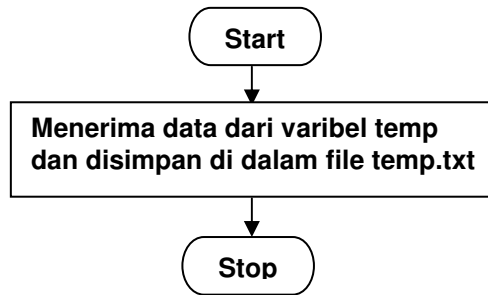 Start
Menerima data dari varibel temp
dan disimpan di dalam file temp.txt
Stop